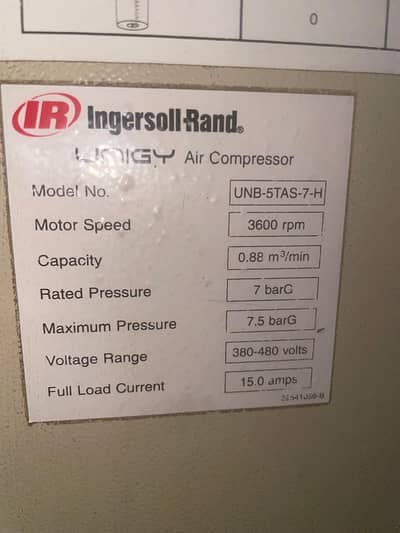 0
IR Ingersoll-Rand®
UNIGY Air Compressor
Model No. UNB-5TAS-7-H
Motor Speed 3600 rpm
Capacity 0.88 m³/min
Rated Pressure 7 barG
Maximum Pressure 7.5 barG
Voltage Range 380-480 volts
Full Load Current 15.0 amps